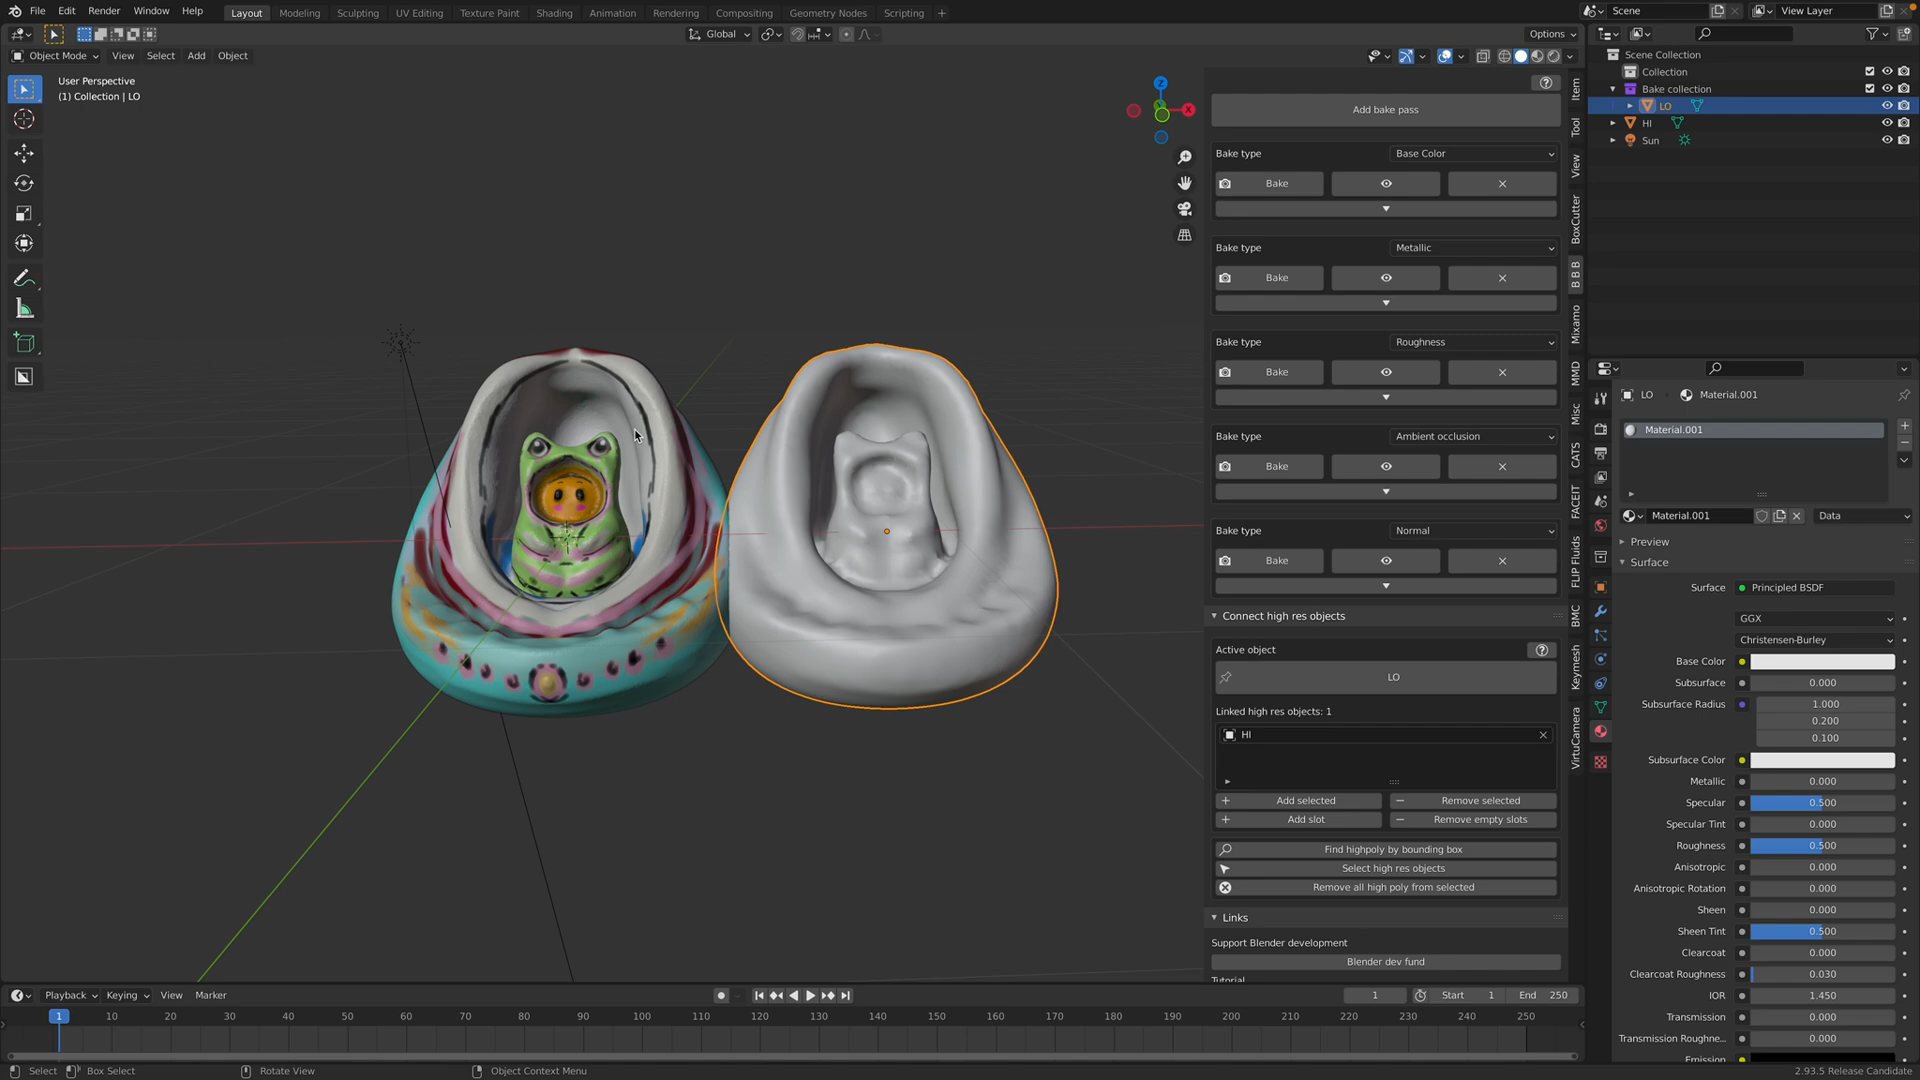 File Edit Render Window Help
Layout Modeling Sculpting UV Editing Texture Paint Shading Animation Rendering Compositing Geometry Nodes Scripting +
Scene
View Layer
Global
Options
Object Mode View Select Add Object
User Perspective
(1) Collection | LO
Z
X
Add bake pass
Bake type Base Color
Bake
Bake type Metallic
Bake
Bake type Roughness
Bake
Bake type Ambient occlusion
Bake
Bake type Normal
Bake
Connect high res objects
Active object
LO
Linked high res objects: 1
HI
Add selected Remove selected
Add slot Remove empty slots
Find highpoly by bounding box
Select high res objects
Remove all high poly from selected
Links
Support Blender development
Blender dev fund
Tutorial
Item
Tool
View
BoxCutter
B B B
Mixamo
MMD
Misc
CATS
FACEIT
FLIP Fluids
BMC
Keymesh
VirtuCamera
Scene Collection
Collection
Bake collection
LO
HI
Sun
LO Material.001
Material.001
Material.001 Data
Preview
Surface
Surface Principled BSDF
GGX
Christensen-Burley
Base Color
Subsurface 0.000
Subsurface Radius 1.000
0.200
0.100
Subsurface Color
Metallic 0.000
Specular 0.500
Specular Tint 0.000
Roughness 0.500
Anisotropic 0.000
Anisotropic Rotation 0.000
Sheen 0.000
Sheen Tint 0.500
Clearcoat 0.000
Clearcoat Roughness 0.030
IOR 1.450
Transmission 0.000
Transmission Roughne... 0.000
Emission
Playback Keying View Marker
1 Start 1 End 250
1 10 20 30 40 50 60 70 80 90 100 110 120 130 140 150 160 170 180 190 200 210 220 230 240 250
Select Box Select Rotate View Object Context Menu
2.93.5 Release Candidate